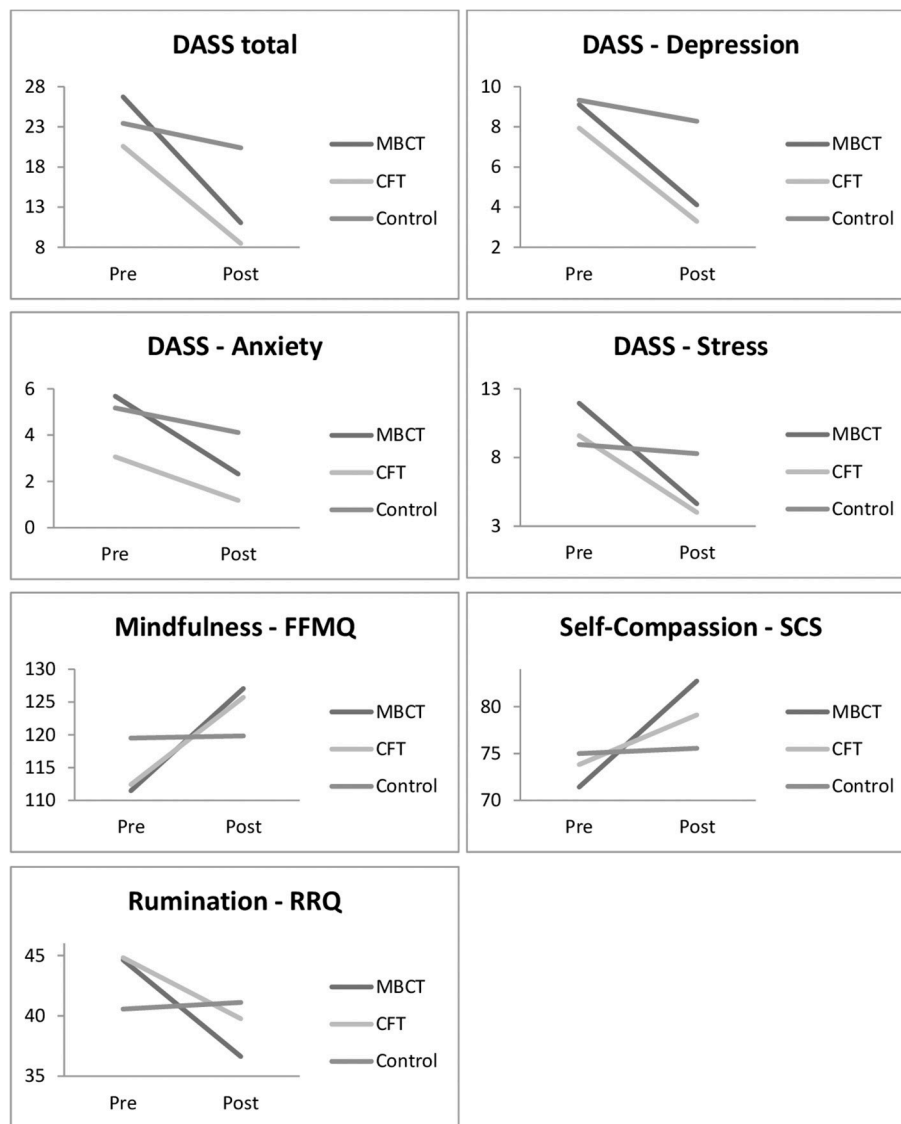 DASS total
28
23
18
13
8
Pre Post
MBCT
CFT
Control
DASS - Depression
10
8
6
4
2
Pre Post
MBCT
CFT
Control
DASS - Anxiety
6
4
2
0
Pre Post
MBCT
CFT
Control
DASS - Stress
13
8
3
Pre Post
MBCT
CFT
Control
Mindfulness - FFMQ
130
125
120
115
110
Pre Post
MBCT
CFT
Control
Self-Compassion - SCS
80
75
70
Pre Post
MBCT
CFT
Control
Rumination - RRQ
45
40
35
Pre Post
MBCT
CFT
Control